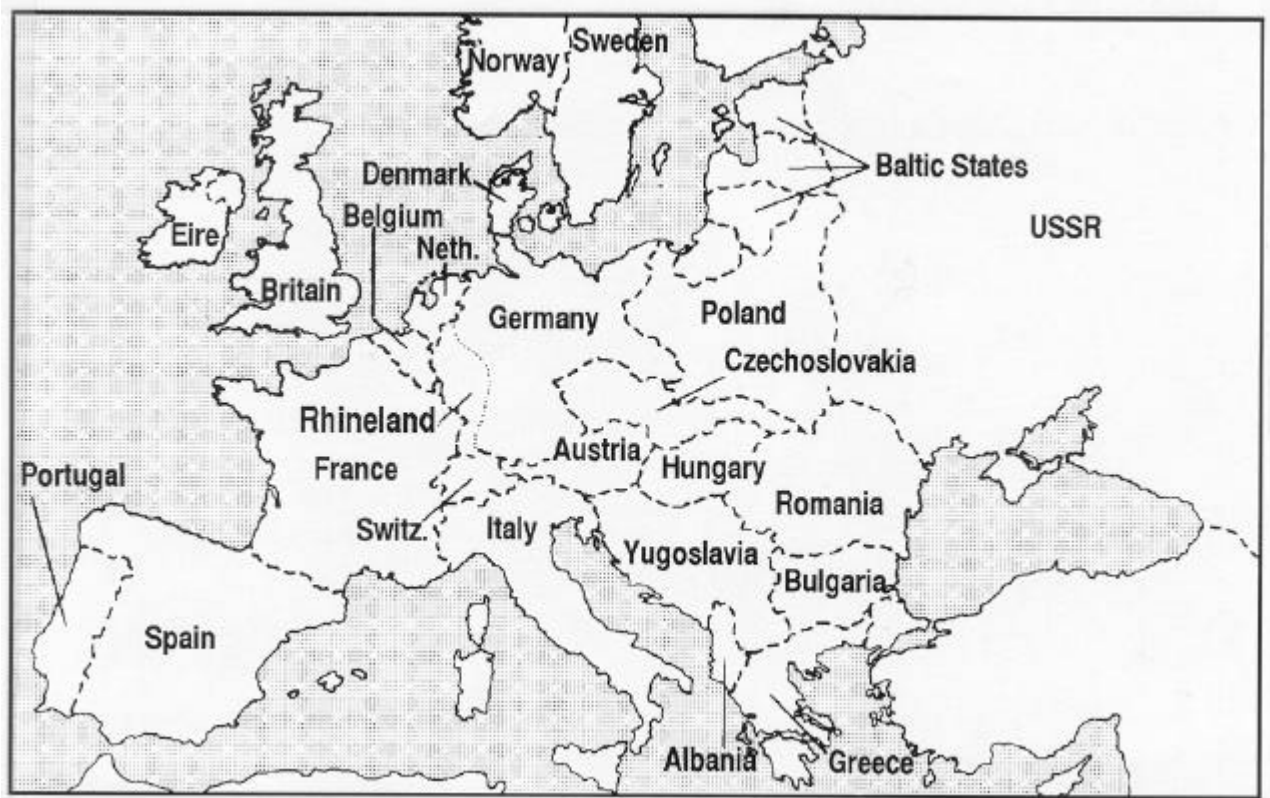 Sweden
Norway
Denmark
Baltic States
Belgium
Eire
USSR
Neth.
Britain
Germany
Poland
Czechoslovakia
Rhineland
Austria
France
Hungary
Portugal
Romania
Switz.
Italy
Yugoslavia
Bulgaria
Spain
Albania
Greece